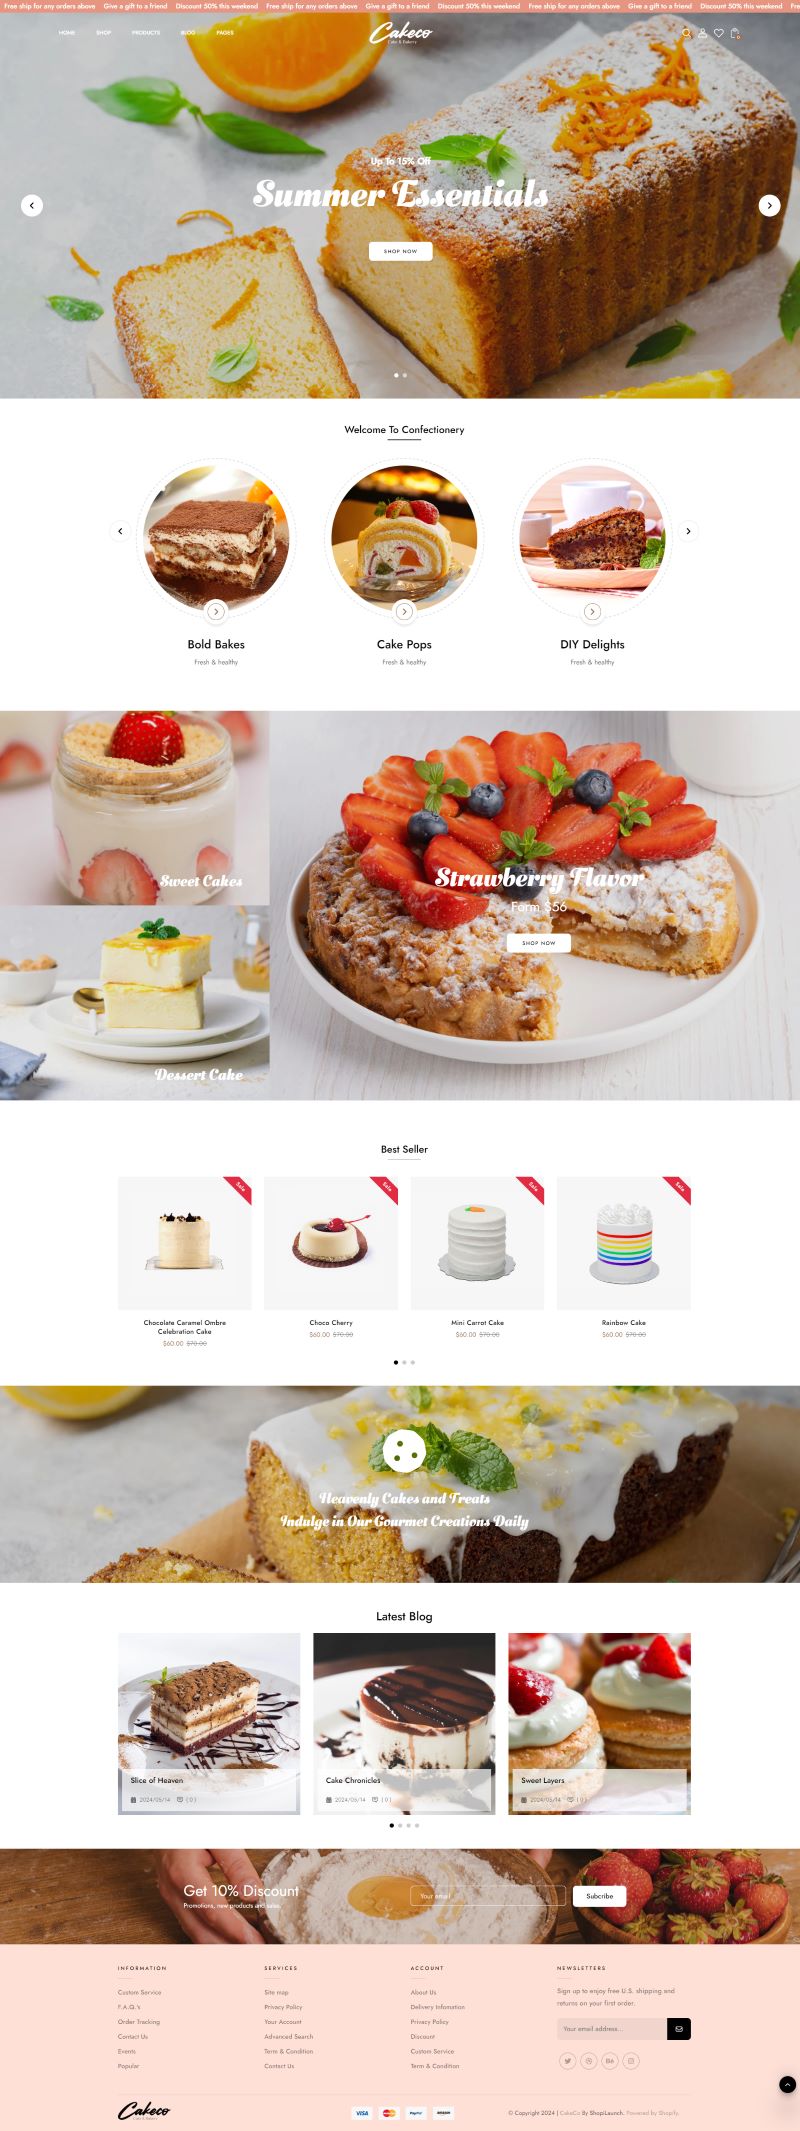 Free ship for any orders above Give a gift to a friend Discount 50% this weekend Free ship for any orders above Give a gift to a friend Discount 50% this weekend Free ship for any orders above Give a gift to a friend Discount 50% this weekend
HOME SHOP PRODUCTS BLOG PAGES
Cakeco
Cake & Bakery
Up To 15% Off
Summer Essentials
SHOP NOW
Welcome To Confectionery
Bold Bakes
Fresh & healthy
Cake Pops
Fresh & healthy
DIY Delights
Fresh & healthy
Sweet Cakes
Dessert Cake
Strawberry Flavor
Form $56
SHOP NOW
Best Seller
Sale
Chocolate Caramel Ombre
Celebration Cake
$60.00 $70.00
Sale
Choco Cherry
$60.00 $70.00
Sale
Mini Carrot Cake
$60.00 $70.00
Sale
Rainbow Cake
$60.00 $70.00
Heavenly Cakes and Treats
Indulge in Our Gourmet Creations Daily
Latest Blog
Slice of Heaven
2024/05/14 ( 0 )
Cake Chronicles
2024/05/14 ( 0 )
Sweet Layers
2024/05/14 ( 0 )
Get 10% Discount
Promotions, new products and sales.
Your email
Subcribe
INFORMATION
Custom Service
F.A.Q.'s
Order Tracking
Contact Us
Events
Popular
SERVICES
Site map
Privacy Policy
Your Account
Advanced Search
Term & Condition
Contact Us
ACCOUNT
About Us
Delivery Infomation
Privacy Policy
Discount
Custom Service
Term & Condition
NEWSLETTERS
Sign up to enjoy free U.S. shipping and
returns on your first order.
Your email address...
Cakeco
Cake & Bakery
VISA MasterCard PayPal amazon
© Copyright 2024 | CakeCo By ShopiLaunch. Powered by Shopify.